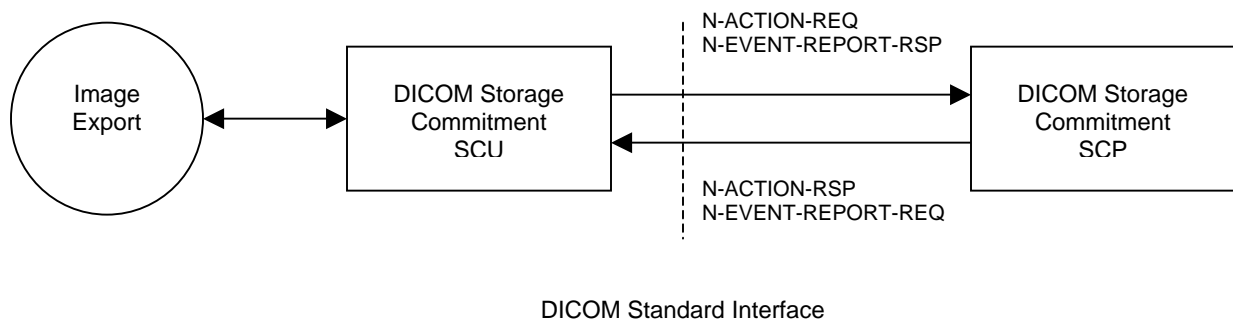 N-ACTION-REQ
N-EVENT-REPORT-RSP
Image
Export
DICOM Storage
Commitment
SCU
DICOM Storage
Commitment
SCP
N-ACTION-RSP
N-EVENT-REPORT-REQ
DICOM Standard Interface